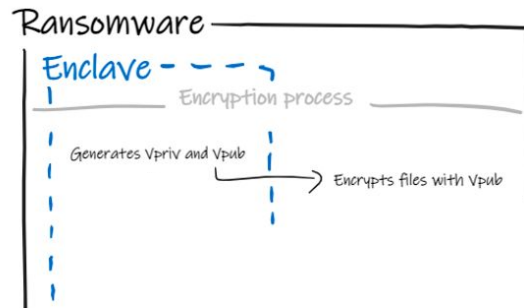 Ransomware
Enclave
Encryption process
Generates Vpriv and Vpub
Encrypts files with Vpub